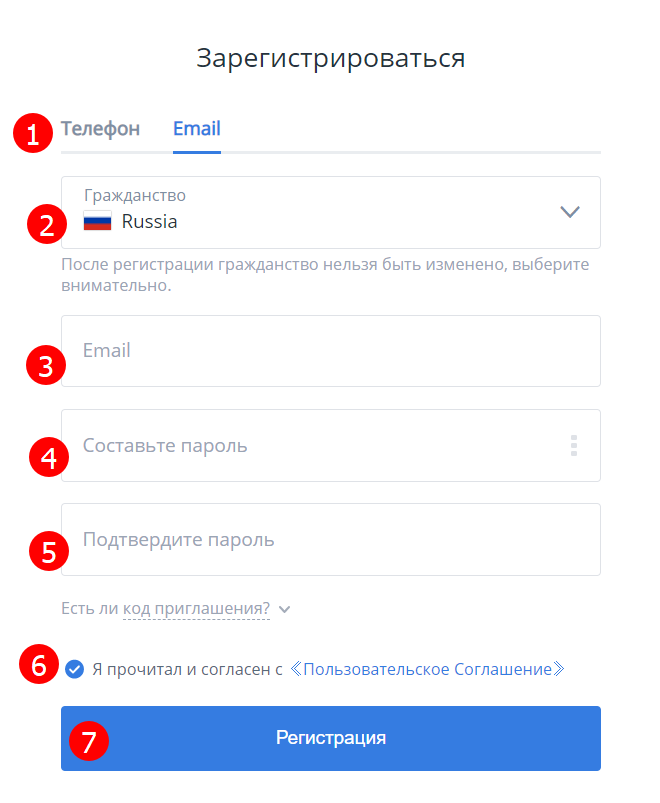 Зарегистрироваться
1 Телефон Email
Гражданство
2 Russia
После регистрации гражданство нельзя быть изменено, выберите
внимательно.
3 Email
4 Составьте пароль
5 Подтвердите пароль
Есть ли код приглашения?
6 Я прочитал и согласен с 《Пользовательское Соглашение》
7 Регистрация